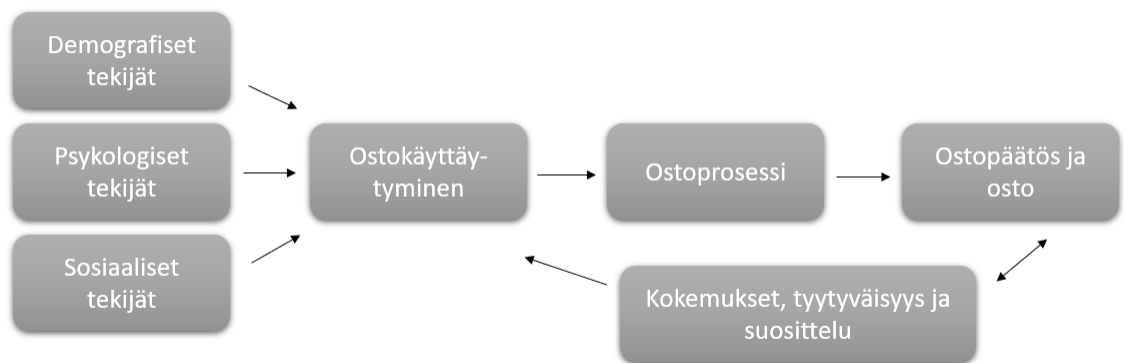 Demografiset
tekijät
Psykologiset
tekijät
Sosiaaliset
tekijät
Ostokäyttäy-
tyminen
Ostoprosessi
Ostopäätös ja
osto
Kokemukset, tyytyväisyys ja
suosittelu